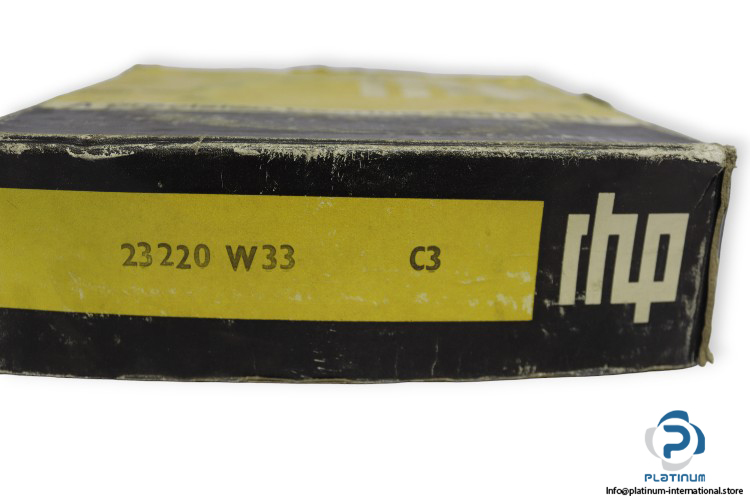 23220 W33 C3
rhp
PLATINUM
Info@platinum-international.store